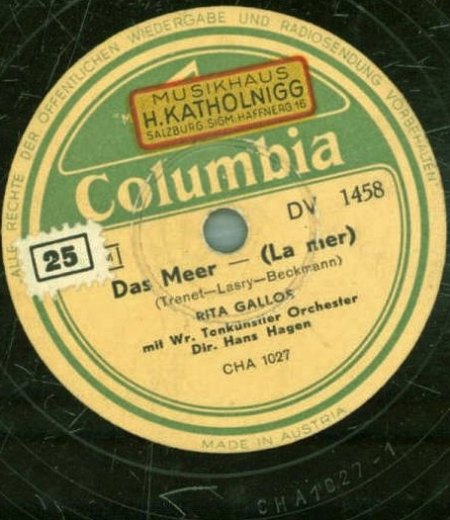 ALLE RECHTE DER ÖFFENTLICHEN WIEDERGABE UND RADIOSENDUNG VORBEHALTEN
MUSIKHAUS
H. KATHOLNIGG
SALZBURG, SIGM. HAFFNERG 16
Columbia
DV 1458
25
Das Meer — (La mer)
(Trenet—Lasry—Beckmann)
RITA GALLOS
mit Wr. Tonkünstler Orchester
Dir. Hans Hagen
CHA 1027
MADE IN AUSTRIA
CHA1027-1